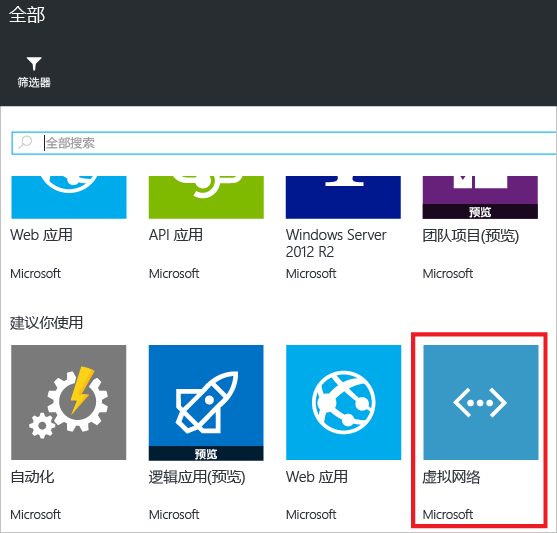 全部
筛选器
全部搜索
预览
Web 应用
API 应用
Windows Server
2012 R2
团队项目(预览)
Microsoft
Microsoft
Microsoft
Microsoft
建议你使用
预览
自动化
逻辑应用(预览)
Web 应用
虚拟网络
Microsoft
Microsoft
Microsoft
Microsoft